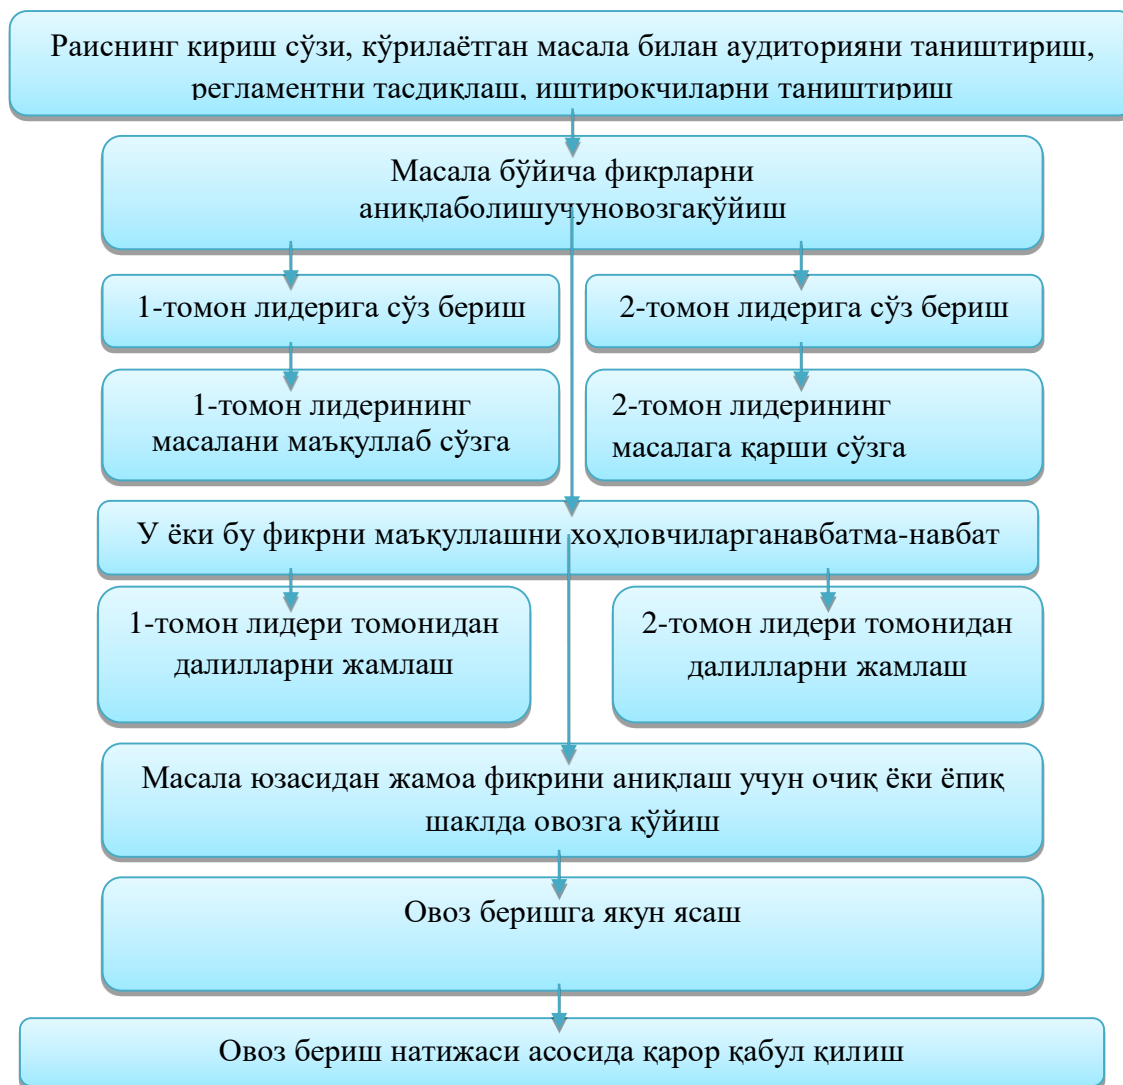 Раиснинг кириш сўзи, кўрилаётган масала билан аудиторияни таништириш,
регламентни тасдиқлаш, иштирокчиларни таништириш
Масала бўйича фикрларни
аниқлаболишучуновозгақўйиш
1-томон лидерига сўз бериш
2-томон лидерига сўз бериш
1-томон лидерининг
масалани маъқуллаб сўзга
2-томон лидерининг
масалага қарши сўзга
У ёки бу фикрни маъқуллашни хоҳловчиларганавбатма-навбат
1-томон лидери томонидан
далилларни жамлаш
2-томон лидери томонидан
далилларни жамлаш
Масала юзасидан жамоа фикрини аниқлаш учун очиқ ёки ёпиқ
шаклда овозга қўйиш
Овоз беришга якун ясаш
Овоз бериш натижаси асосида қарор қабул қилиш